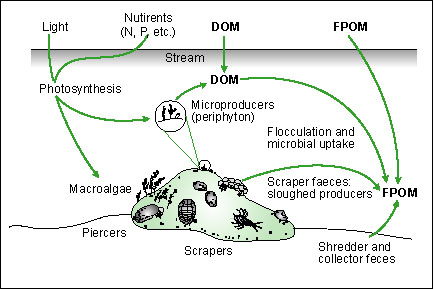 Light
Nutirents
(N, P, etc.)
DOM
FPOM
Stream
Photosynthesis
DOM
Microproducers
(periphyton)
Flocculation and
microbial uptake
Macroalgae
Scraper faeces:
sloughed producers
FPOM
Piercers
Scrapers
Shredder and
collector feces